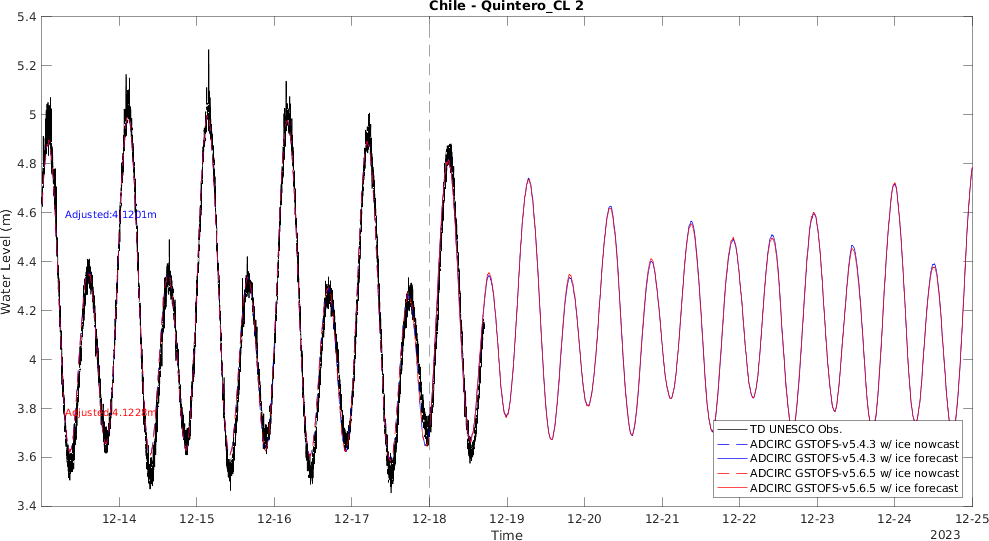 Chile - Quintero_CL 2
Water Level (m)
5.4
5.2
5
4.8
4.6
4.4
4.2
4
3.8
3.6
3.4
Adjusted:4.1201m
Adjusted:4.1228m
TD UNESCO Obs.
ADCIRC GSTOFS-v5.4.3 w/ ice nowcast
ADCIRC GSTOFS-v5.4.3 w/ ice forecast
ADCIRC GSTOFS-v5.6.5 w/ ice nowcast
ADCIRC GSTOFS-v5.6.5 w/ ice forecast
12-14 12-15 12-16 12-17 12-18 12-19 12-20 12-21 12-22 12-23 12-24 12-25
Time
2023